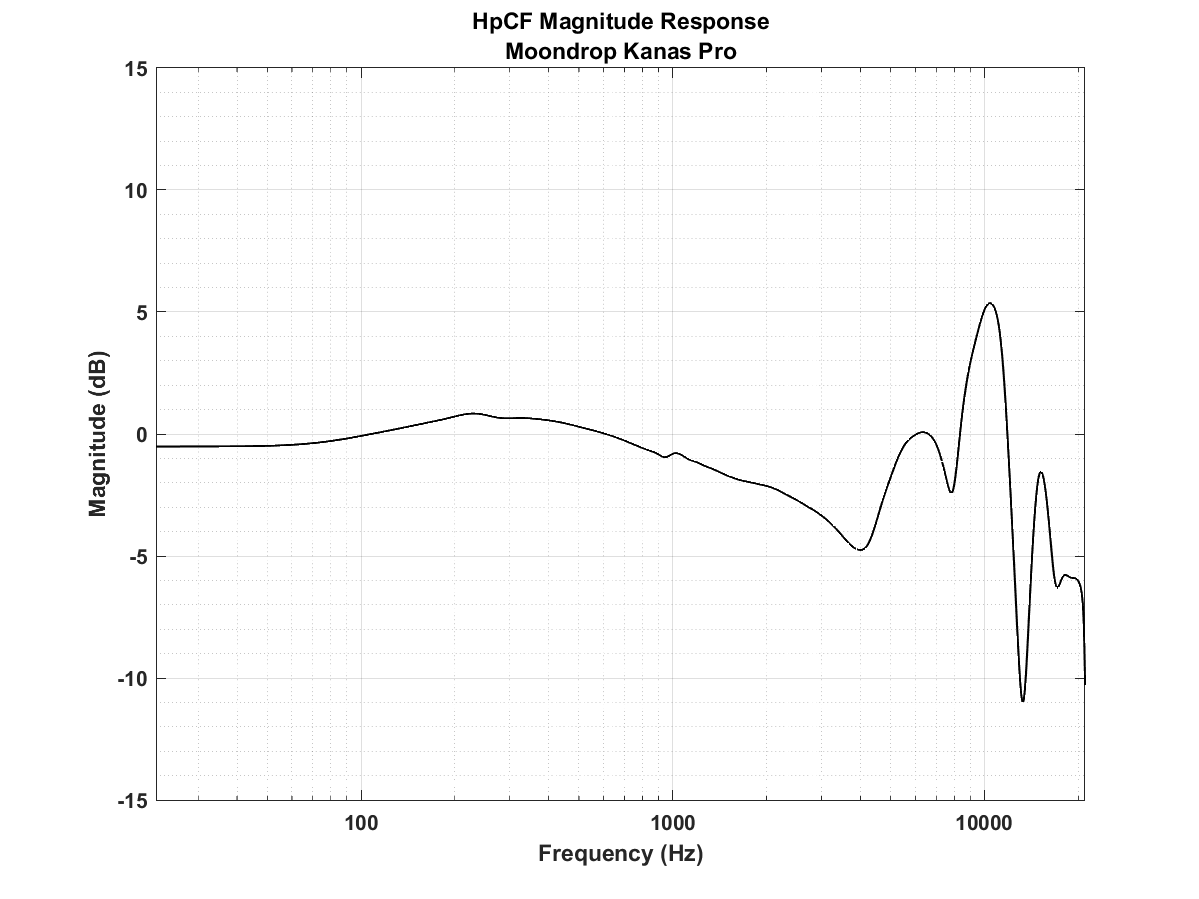 HpCF Magnitude Response
Moondrop Kanas Pro
15
10
5
0
-5
-10
-15
Magnitude (dB)
100
1000
10000
Frequency (Hz)